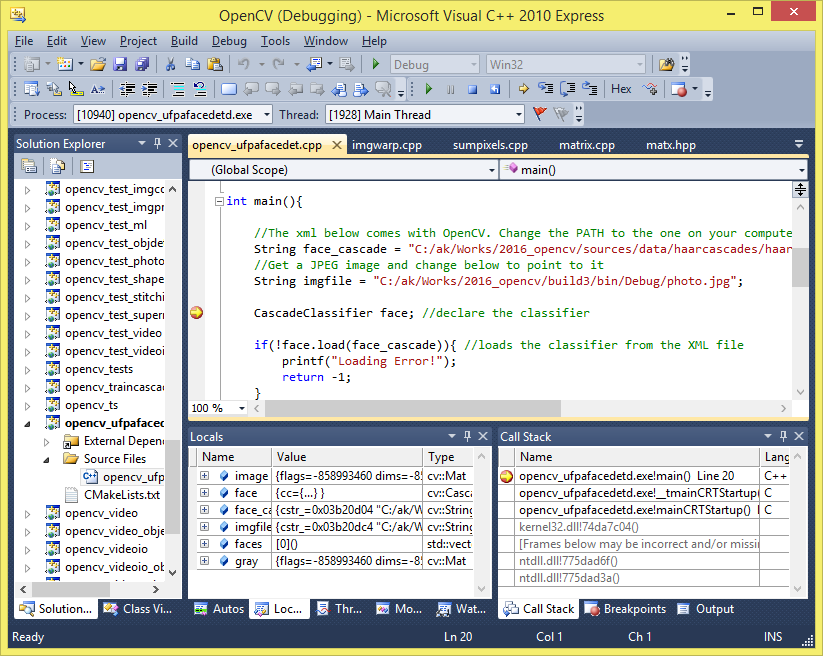 OpenCV (Debugging) - Microsoft Visual C++ 2010 Express
File Edit View Project Build Debug Tools Window Help
Debug Win32
Hex
Process: [10940] opencv_ufpafacedetd.exe Thread: [1928] Main Thread
Solution Explorer
opencv_test_imgcc
opencv_test_imgpr
opencv_test_ml
opencv_test_objde
opencv_test_photo
opencv_test_shape
opencv_test_stitchi
opencv_test_superr
opencv_test_video
opencv_test_videoi
opencv_tests
opencv_traincasca
opencv_ts
opencv_ufpafaced
External Depen
Source Files
opencv_ufp
CMakeLists.txt
opencv_video
opencv_video_obje
opencv_videoio
opencv_videoio_ob
Solution... Class Vi...
opencv_ufpafacedet.cpp imgwarp.cpp sumpixels.cpp matrix.cpp matx.hpp
(Global Scope) main()
int main(){
//The xml below comes with OpenCV. Change the PATH to the one on your compute
String face_cascade = "C:/ak/Works/2016_opencv/sources/data/haarcascades/haar
//Get a JPEG image and change below to point to it
String imgfile = "C:/ak/Works/2016_opencv/build3/bin/Debug/photo.jpg";
CascadeClassifier face; //declare the classifier
if(!face.load(face_cascade)){ //loads the classifier from the XML file
printf("Loading Error!");
return -1;
}
100 %
Locals
Name Value Type
image {flags=-858993460 dims=-85 cv::Mat
face {cc={...} } cv::Casca
face_ca {cstr_=0x03b20d04 "C:/ak/W cv::String
imgfile {cstr_=0x03b20dc4 "C:/ak/W cv::String
faces [0]() std::vect
gray {flags=-858993460 dims=-85 cv::Mat
Autos Loc... Thr... Mo... Wat...
Call Stack
Name Lang
opencv_ufpafacedetd.exe!main() Line 20 C++
opencv_ufpafacedetd.exe!__tmainCRTStartup( C
opencv_ufpafacedetd.exe!mainCRTStartup() L C
kernel32.dll!74da7c04()
[Frames below may be incorrect and/or missin
ntdll.dll!775dad6f()
ntdll.dll!775dad3a()
Call Stack Breakpoints Output
Ready Ln 20 Col 1 Ch 1 INS